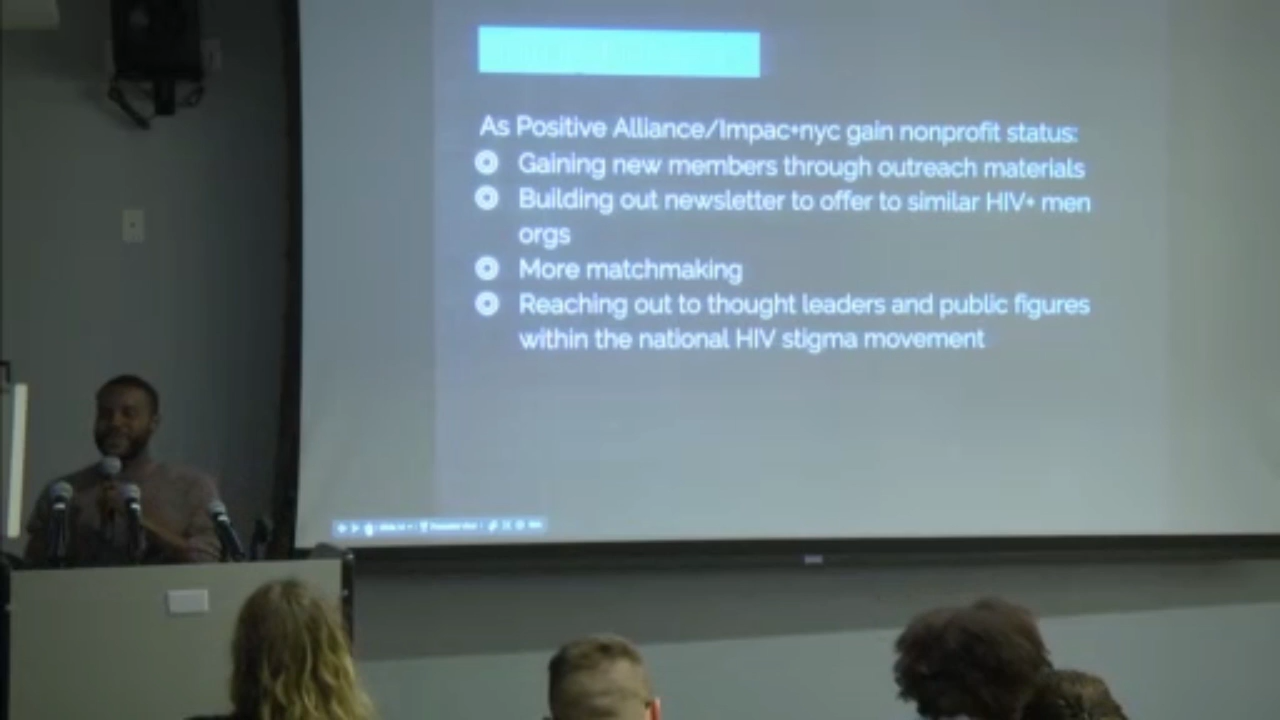 As Positive Alliance/Impac+nyc gain nonprofit status:
Gaining new members through outreach materials
Building out newsletter to offer to similar HIV+ men
orgs
More matchmaking
Reaching out to thought leaders and public figures
within the national HIV stigma movement